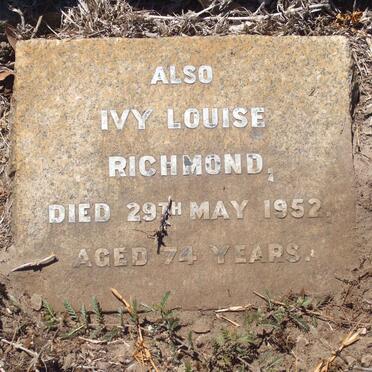 ALSO
IVY LOUISE
RICHMOND,
DIED 29TH MAY 1952
AGED 74 YEARS.